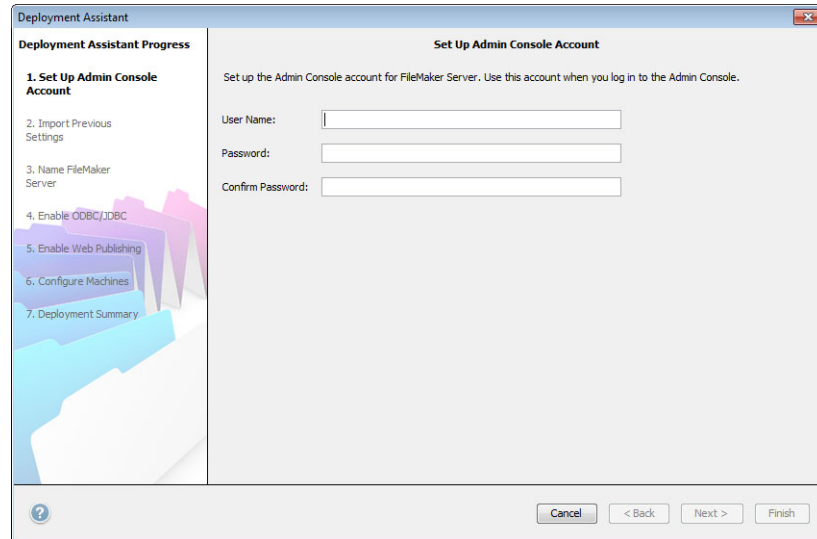 Deployment Assistant
Deployment Assistant Progress
1. Set Up Admin Console
Account
2. Import Previous
Settings
3. Name FileMaker
Server
4. Enable ODBC/JDBC
5. Enable Web Publishing
6. Configure Machines
7. Deployment Summary
Set Up Admin Console Account
Set up the Admin Console account for FileMaker Server. Use this account when you log in to the Admin Console.
User Name:
Password:
Confirm Password:
?
Cancel
< Back
Next >
Finish